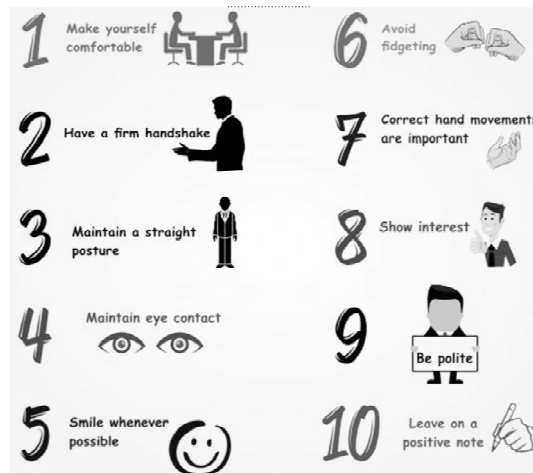 1 Make yourself
comfortable
2 Have a firm handshake
3 Maintain a straight
posture
4 Maintain eye contact
5 Smile whenever
possible
6 Avoid
fidgeting
7 Correct hand movements
are important
8 Show interest
9 Be polite
10 Leave on a
positive note